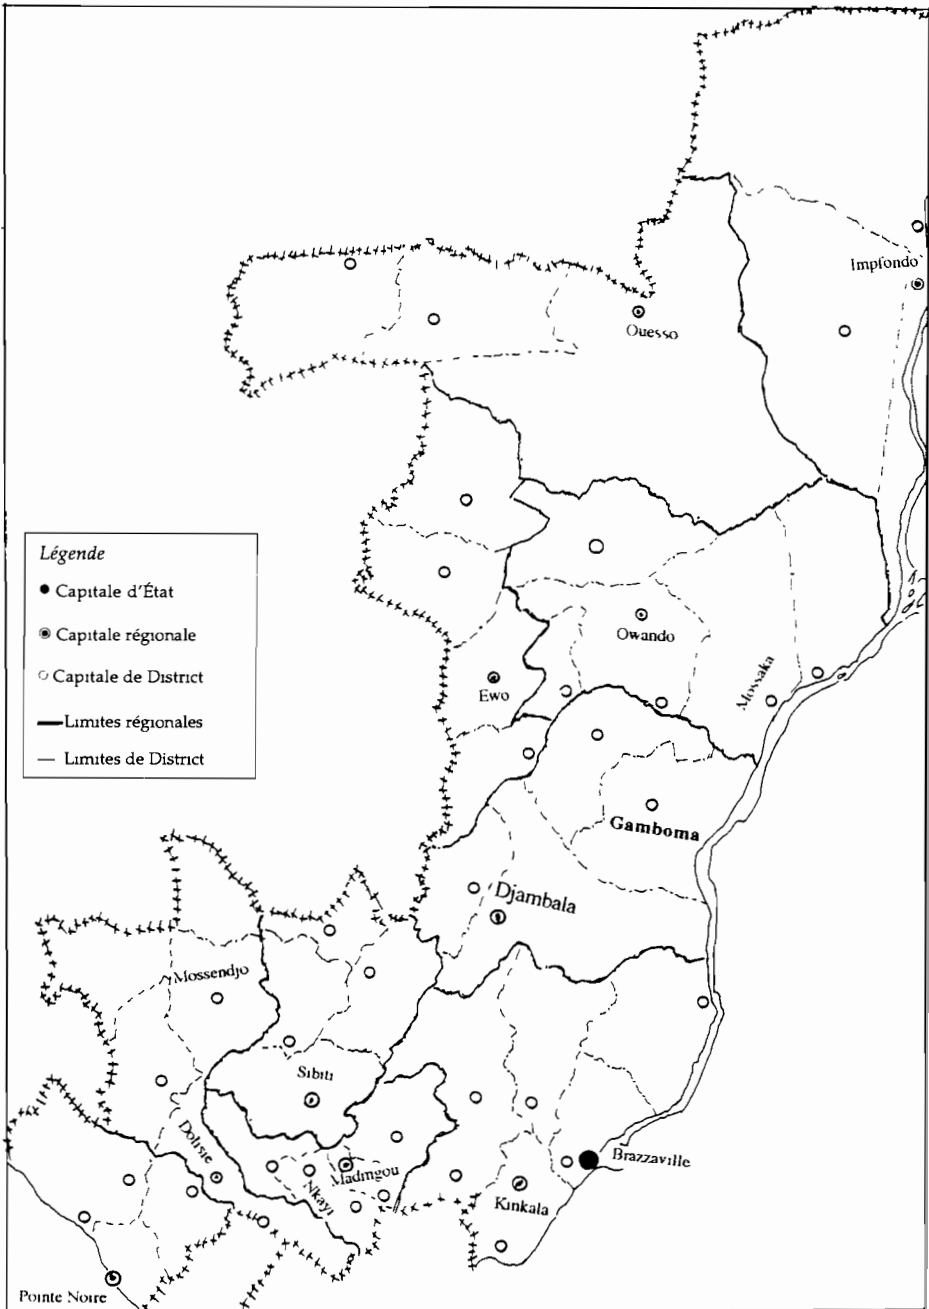 Impfondo
Ouesso
Légende
Capitale d'État
Capitale régionale
Capitale de District
Limites régionales
Limites de District
Owando
Ewo
Mossaka
Gamboma
Djambala
Mossendjo
Sibiti
Dolisie
Nkayi
Madingou
Brazzaville
Kinkala
Pointe Noire